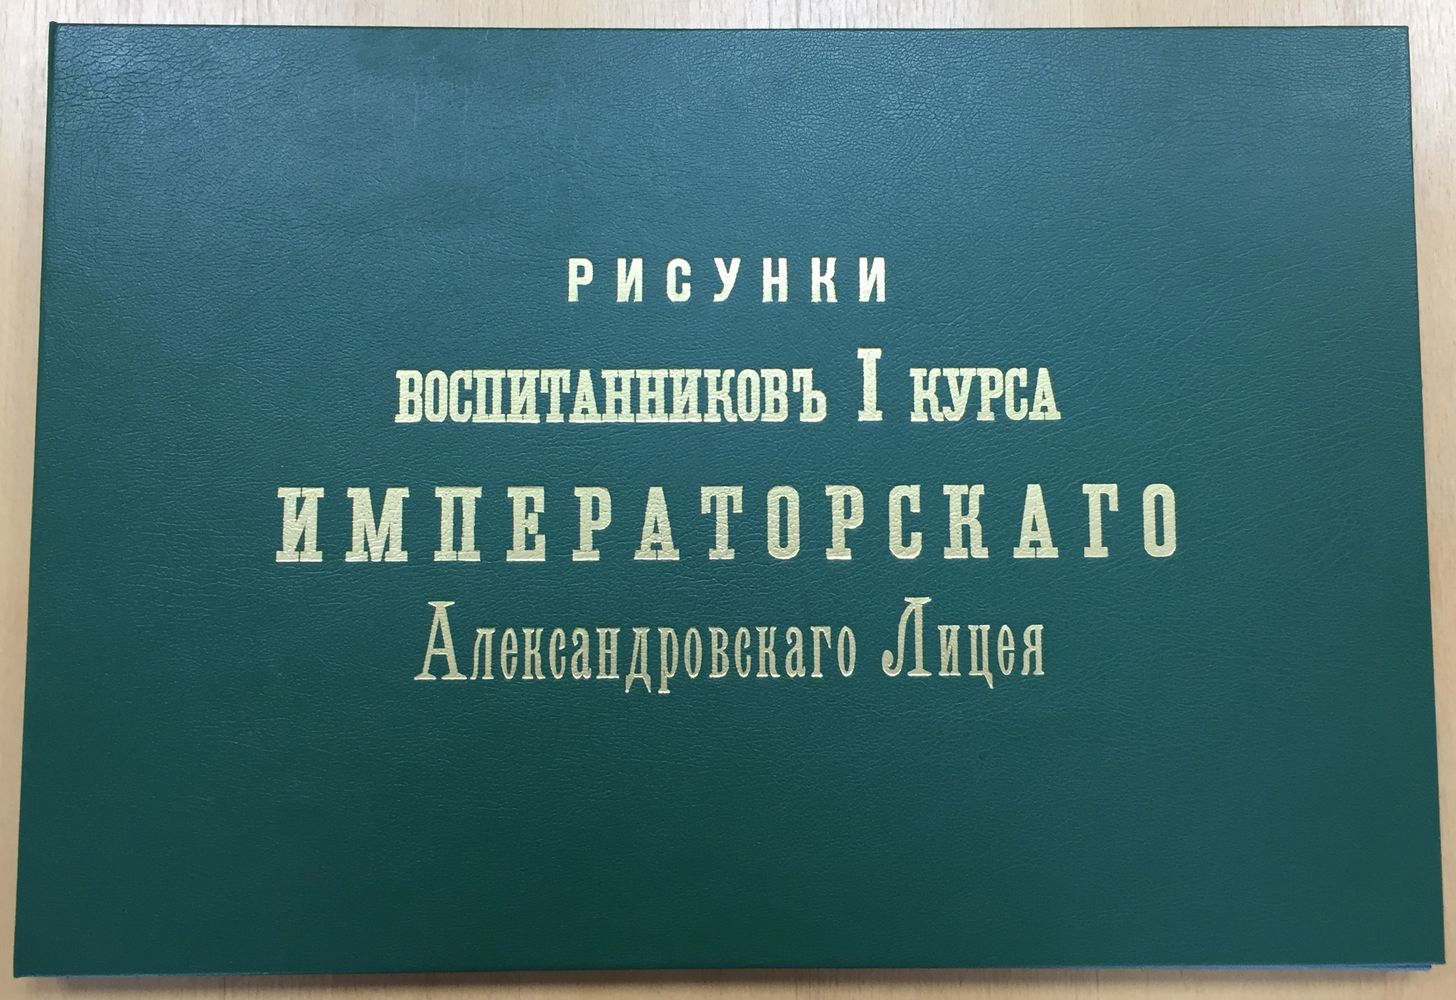 РИСУНКИ
ВОСПИТАННИКОВЪ I КУРСА
ИМПЕРАТОРСКАГО
Александровскаго Лицея